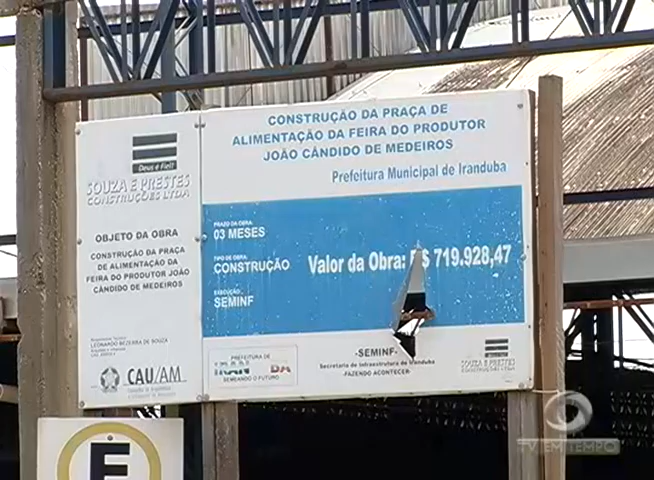 CONSTRUÇÃO DA PRAÇA DE
ALIMENTAÇÃO DA FEIRA DO PRODUTOR
JOÃO CÂNDIDO DE MEDEIROS
Prefeitura Municipal de Iranduba
Deus é Fiel!
SOUZA E PRESTES
CONSTRUÇÕES LTDA
OBJETO DA OBRA
CONSTRUÇÃO DA PRAÇA
DE ALIMENTAÇÃO DA
FEIRA DO PRODUTOR JOÃO
CÂNDIDO DE MEDEIROS
LEONARDO BEZERRA DE SOUZA
CAU/AM
PRAZO DA OBRA:
03 MESES
TIPO DE OBRA:
CONSTRUÇÃO
EXECUÇÃO:
SEMINF
Valor da Obra: R$ 719.928,47
PREFEITURA DE
SEMEANDO O FUTURO
-SEMINF-
Secretaria de Infraestrutura de Iranduba
-FAZENDO ACONTECER-
SOUZA E PRESTES
CONSTRUÇÕES LTDA
E
TV EM TEMPO